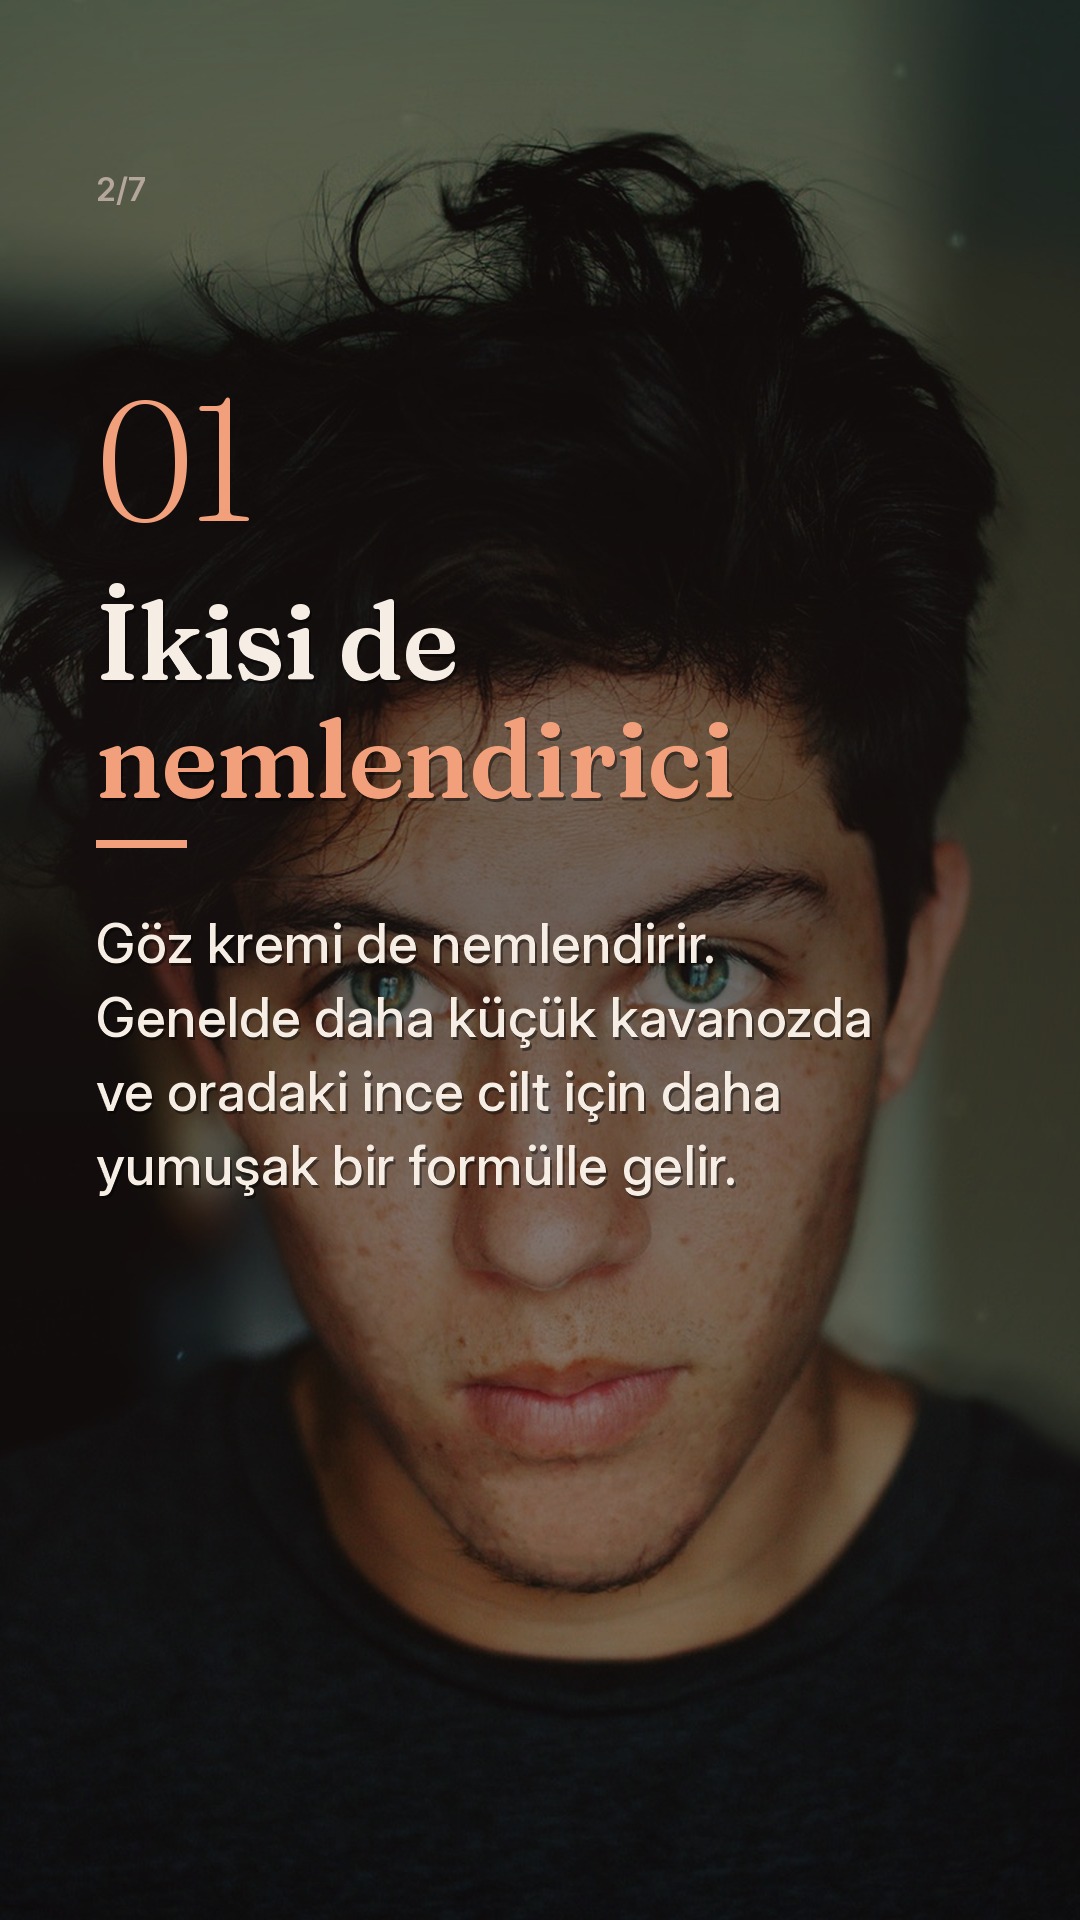 2/7
01
İkisi de
nemlendirici
Göz kremi de nemlendirir.
Genelde daha küçük kavanozda
ve oradaki ince cilt için daha
yumuşak bir formülle gelir.